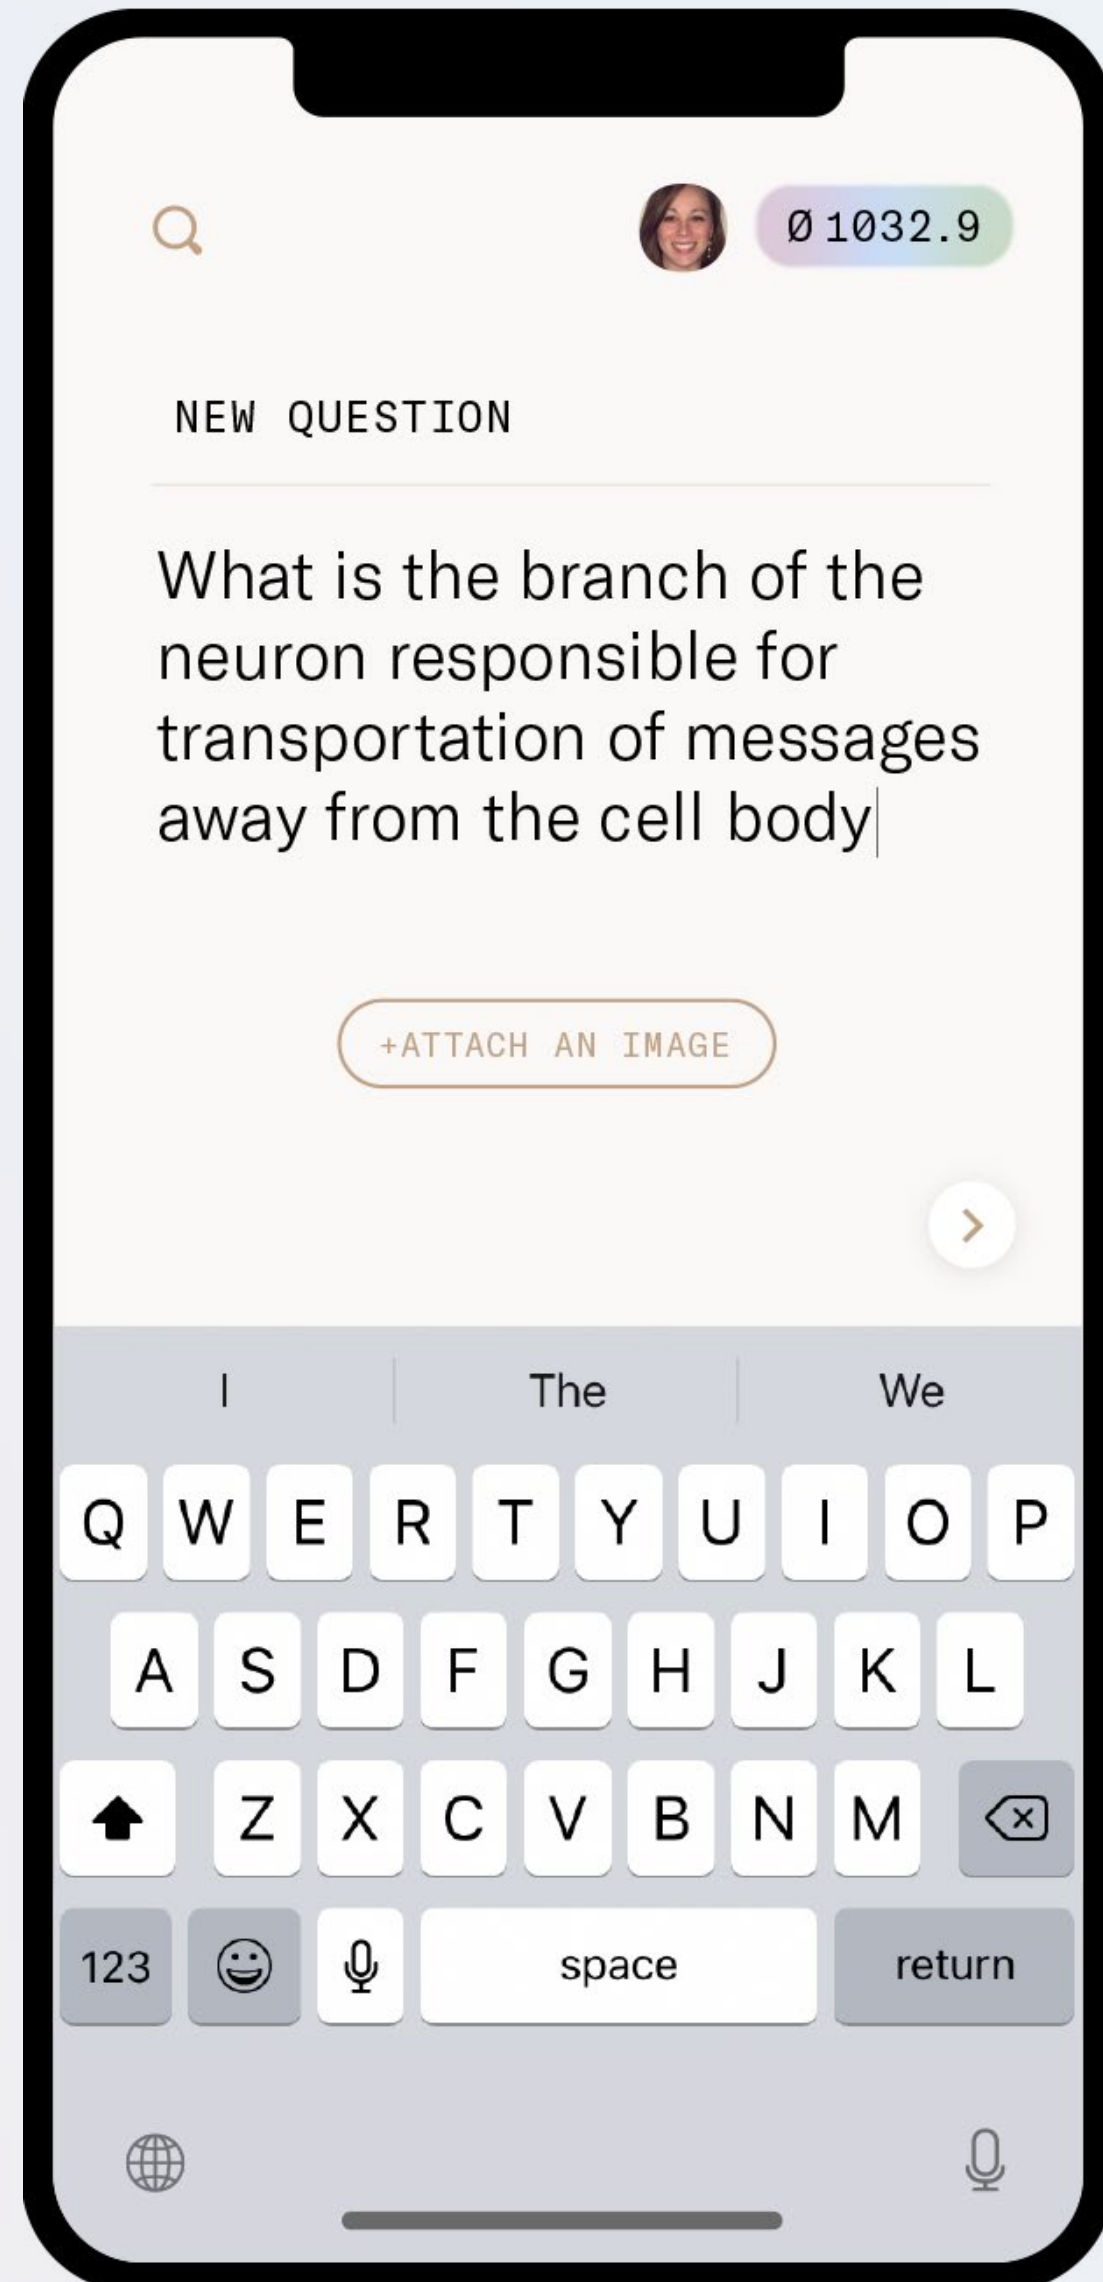 Ø 1032.9
NEW QUESTION
What is the branch of the
neuron responsible for
transportation of messages
away from the cell body
+ATTACH AN IMAGE
I The We
Q W E R T Y U I O P
A S D F G H J K L
Z X C V B N M
123 space return